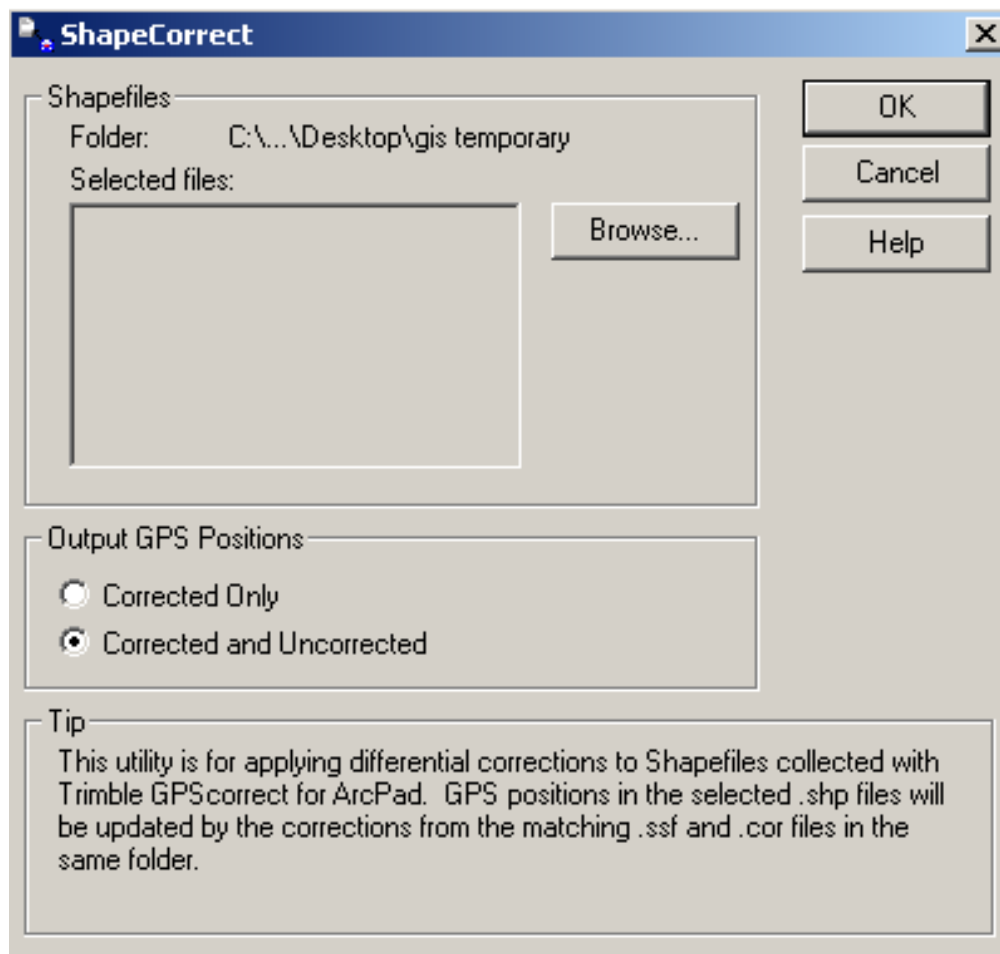 ShapeCorrect
Shapefiles
Folder: C:\...\Desktop\gis temporary
Selected files:
Browse...
OK
Cancel
Help
Output GPS Positions
Corrected Only
Corrected and Uncorrected
Tip
This utility is for applying differential corrections to Shapefiles collected with
Trimble GPScorrect for ArcPad.  GPS positions in the selected .shp files will
be updated by the corrections from the matching .ssf and .cor files in the
same folder.